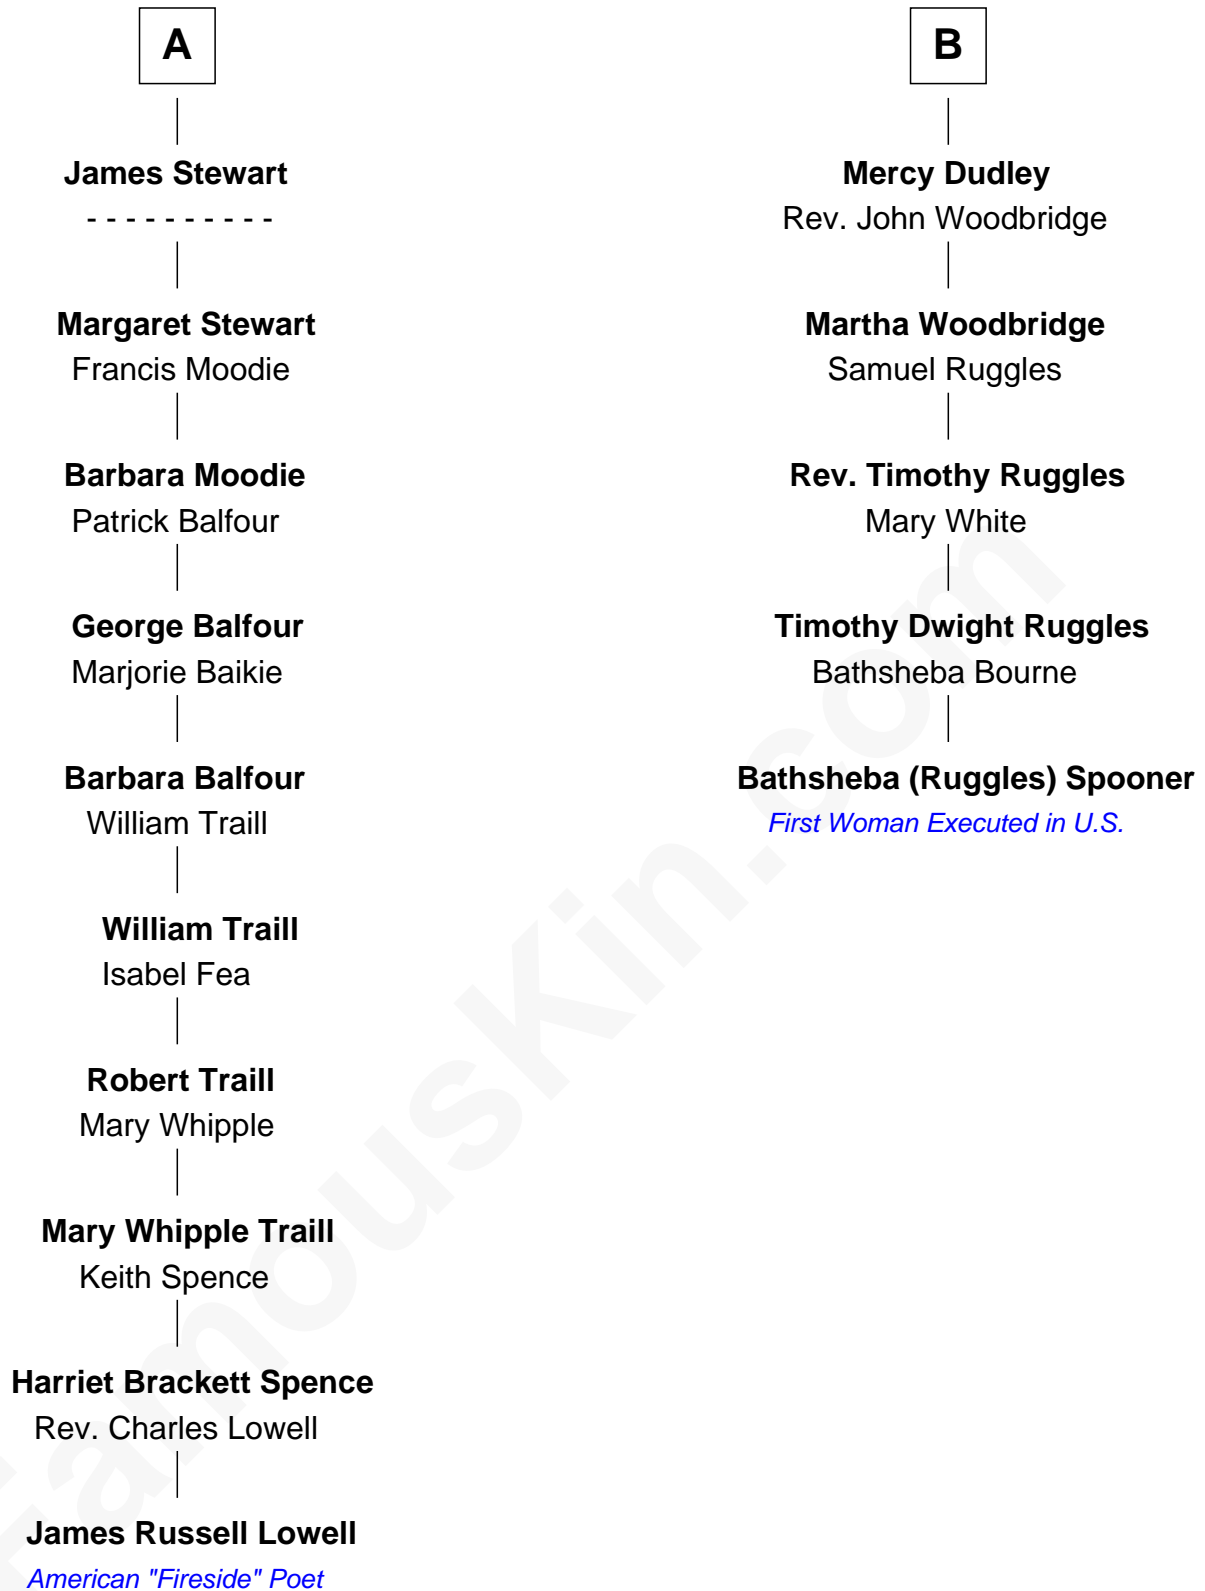 A
James Stewart
- - - - - - - - - -
Margaret Stewart
Francis Moodie
Barbara Moodie
Patrick Balfour
George Balfour
Marjorie Baikie
Barbara Balfour
William Traill
William Traill
Isabel Fea
Robert Traill
Mary Whipple
Mary Whipple Traill
Keith Spence
Harriet Brackett Spence
Rev. Charles Lowell
James Russell Lowell
American "Fireside" Poet
B
Mercy Dudley
Rev. John Woodbridge
Martha Woodbridge
Samuel Ruggles
Rev. Timothy Ruggles
Mary White
Timothy Dwight Ruggles
Bathsheba Bourne
Bathsheba (Ruggles) Spooner
First Woman Executed in U.S.
FamousKin.com